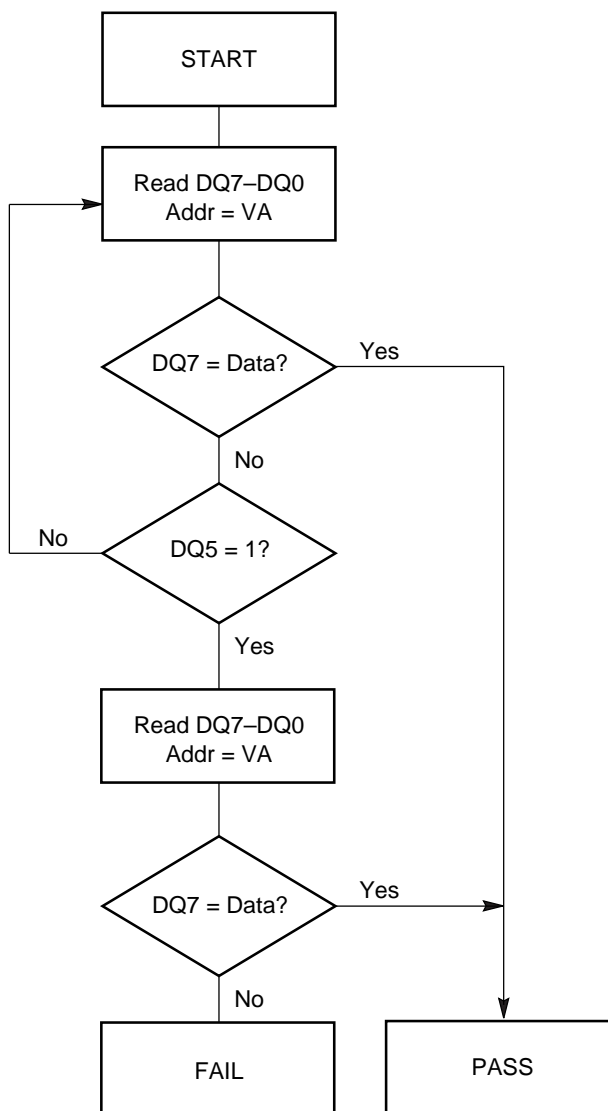 START
Read DQ7–DQ0
Addr = VA
DQ7 = Data?
Yes
No
DQ5 = 1?
No
Yes
Read DQ7–DQ0
Addr = VA
DQ7 = Data?
Yes
No
FAIL
PASS